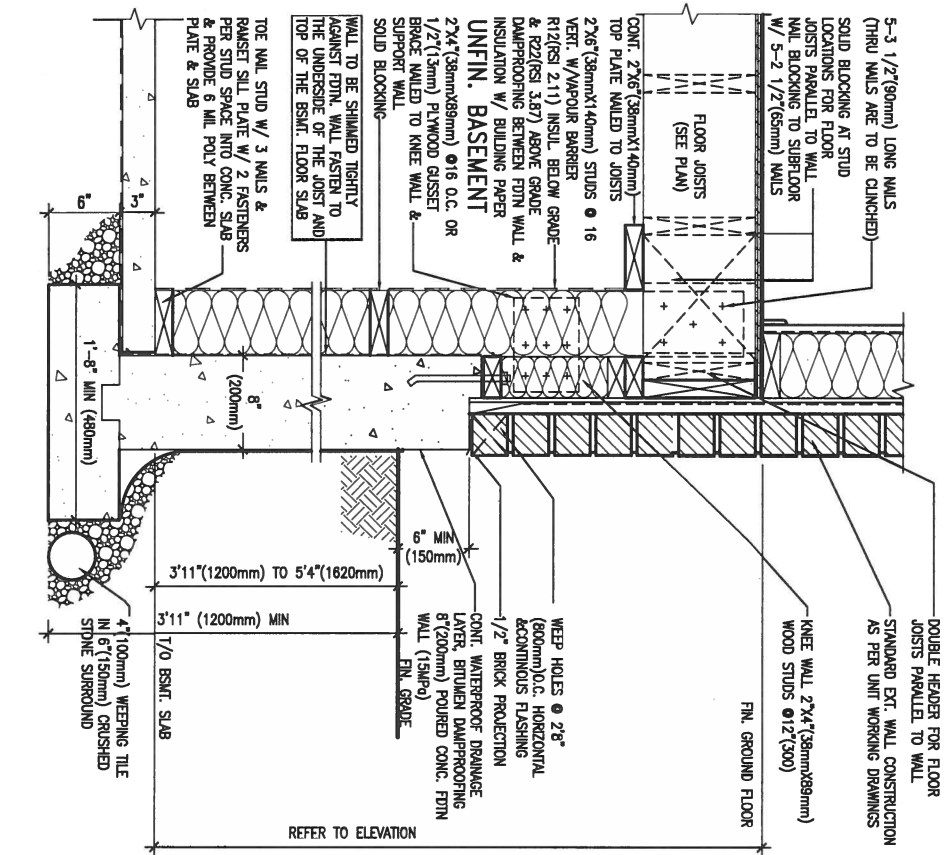 5-3 1/2"(90mm) LONG NAILS
(THRU NAILS ARE TO BE CLINCHED)
SOLID BLOCKING AT STUD
LOCATIONS FOR FLOOR
JOISTS PARALLEL TO WALL
NAIL BLOCKING TO SUBFLOOR
W/ 5-2 1/2"(65mm) NAILS
FLOOR JOISTS
(SEE PLAN)
CONT. 2"X6"(38mmX140mm)
TOP PLATE NAILED TO JOISTS
2"X6"(38mmX140mm) STUDS @ 16
VERT. W/VAPOUR BARRIER
R12(RSI 2.11) INSUL BELOW GRADE
& R22(RSI 3.87) ABOVE GRADE
DAMPPROOFING BETWEEN FDTN WALL &
INSULATION W/ BUILDING PAPER
UNFIN. BASEMENT
2"X4"(38mmX89mm) @16 O.C. OR
1/2"(13mm) PLYWOOD GUSSET
BRACE NAILED TO KNEE WALL &
SUPPORT WALL
SOLID BLOCKING
WALL TO BE SHIMMED TIGHTLY
AGAINST FDTN. WALL FASTEN TO
THE UNDERSIDE OF THE JOIST AND
TOP OF THE BSMT. FLOOR SLAB
TOE NAIL STUD W/ 3 NAILS &
RAMSET SILL PLATE W/ 2 FASTENERS
PER STUD SPACE INTO CONC. SLAB
& PROVIDE 6 MIL POLY BETWEEN
PLATE & SLAB
6"
3"
1'-8" MIN (480mm)
8"
(200mm)
6" MIN
(150mm)
3'11"(1200mm) TO 5'4"(1620mm)
3'11" (1200mm) MIN
DOUBLE HEADER FOR FLOOR
JOISTS PARALLEL TO WALL
STANDARD EXT. WALL CONSTRUCTION
AS PER UNIT WORKING DRAWINGS
KNEE WALL 2"X4"(38mmX89mm)
WOOD STUDS @12"(300)
FIN. GROUND FLOOR
WEEP HOLES @ 2'8"
(800mm)O.C. HORIZONTAL
&CONTINOUS FLASHING
1/2" BRICK PROJECTION
CONT. WATERPROOF DRAINAGE
LAYER, BITUMEN DAMPPROOFING
8"(200mm) POURED CONC. FDTN
WALL (15MPa)
FIN. GRADE
T/O BSMT. SLAB
4"(100mm) WEEPING TILE
IN 6"(150mm) CRUSHED
STONE SURROUND
REFER TO ELEVATION